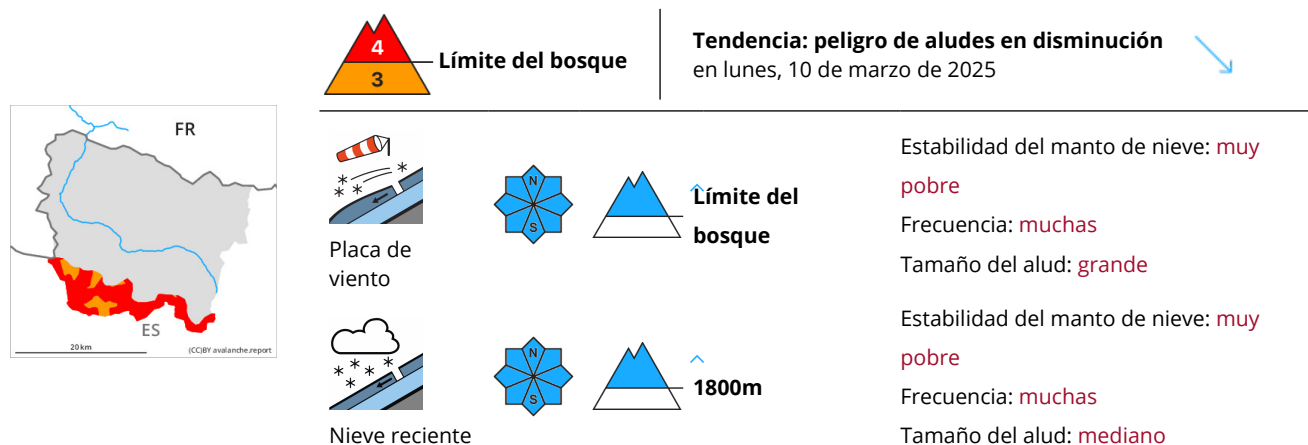 4
3
Límite del bosque
Tendencia: peligro de aludes en disminución
en lunes, 10 de marzo de 2025
FR
ES
20 km
(CC)BY avalanche.report
N
S
Placa de
viento
Límite del
bosque
Estabilidad del manto de nieve: muy
pobre
Frecuencia: muchas
Tamaño del alud: grande
N
S
Nieve reciente
1800m
Estabilidad del manto de nieve: muy
pobre
Frecuencia: muchas
Tamaño del alud: mediano